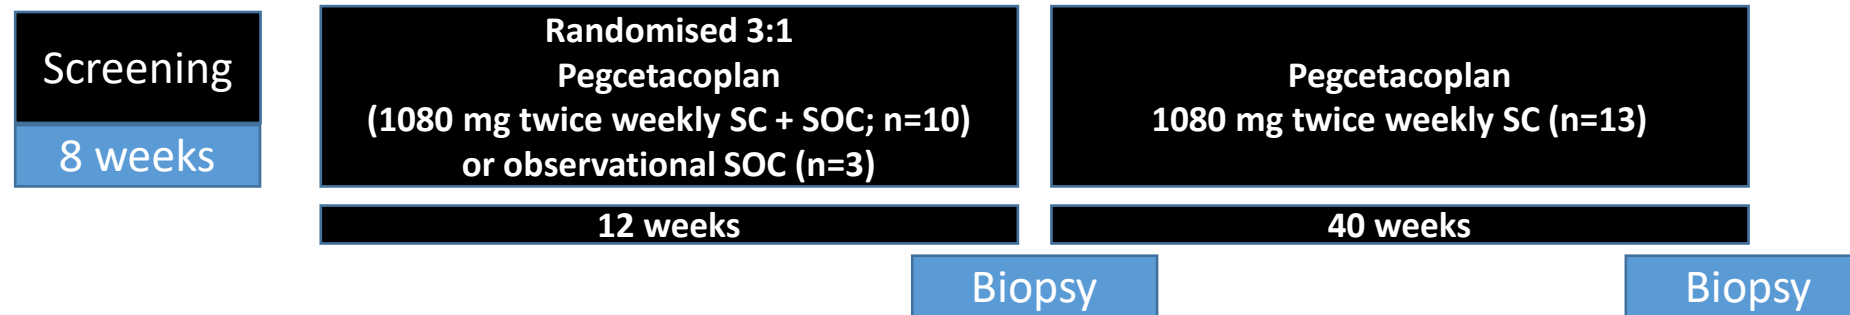 Screening
8 weeks
Randomised 3:1
Pegcetacoplan
(1080 mg twice weekly SC + SOC; n=10)
or observational SOC (n=3)
12 weeks
Pegcetacoplan
1080 mg twice weekly SC (n=13)
40 weeks
Biopsy
Biopsy